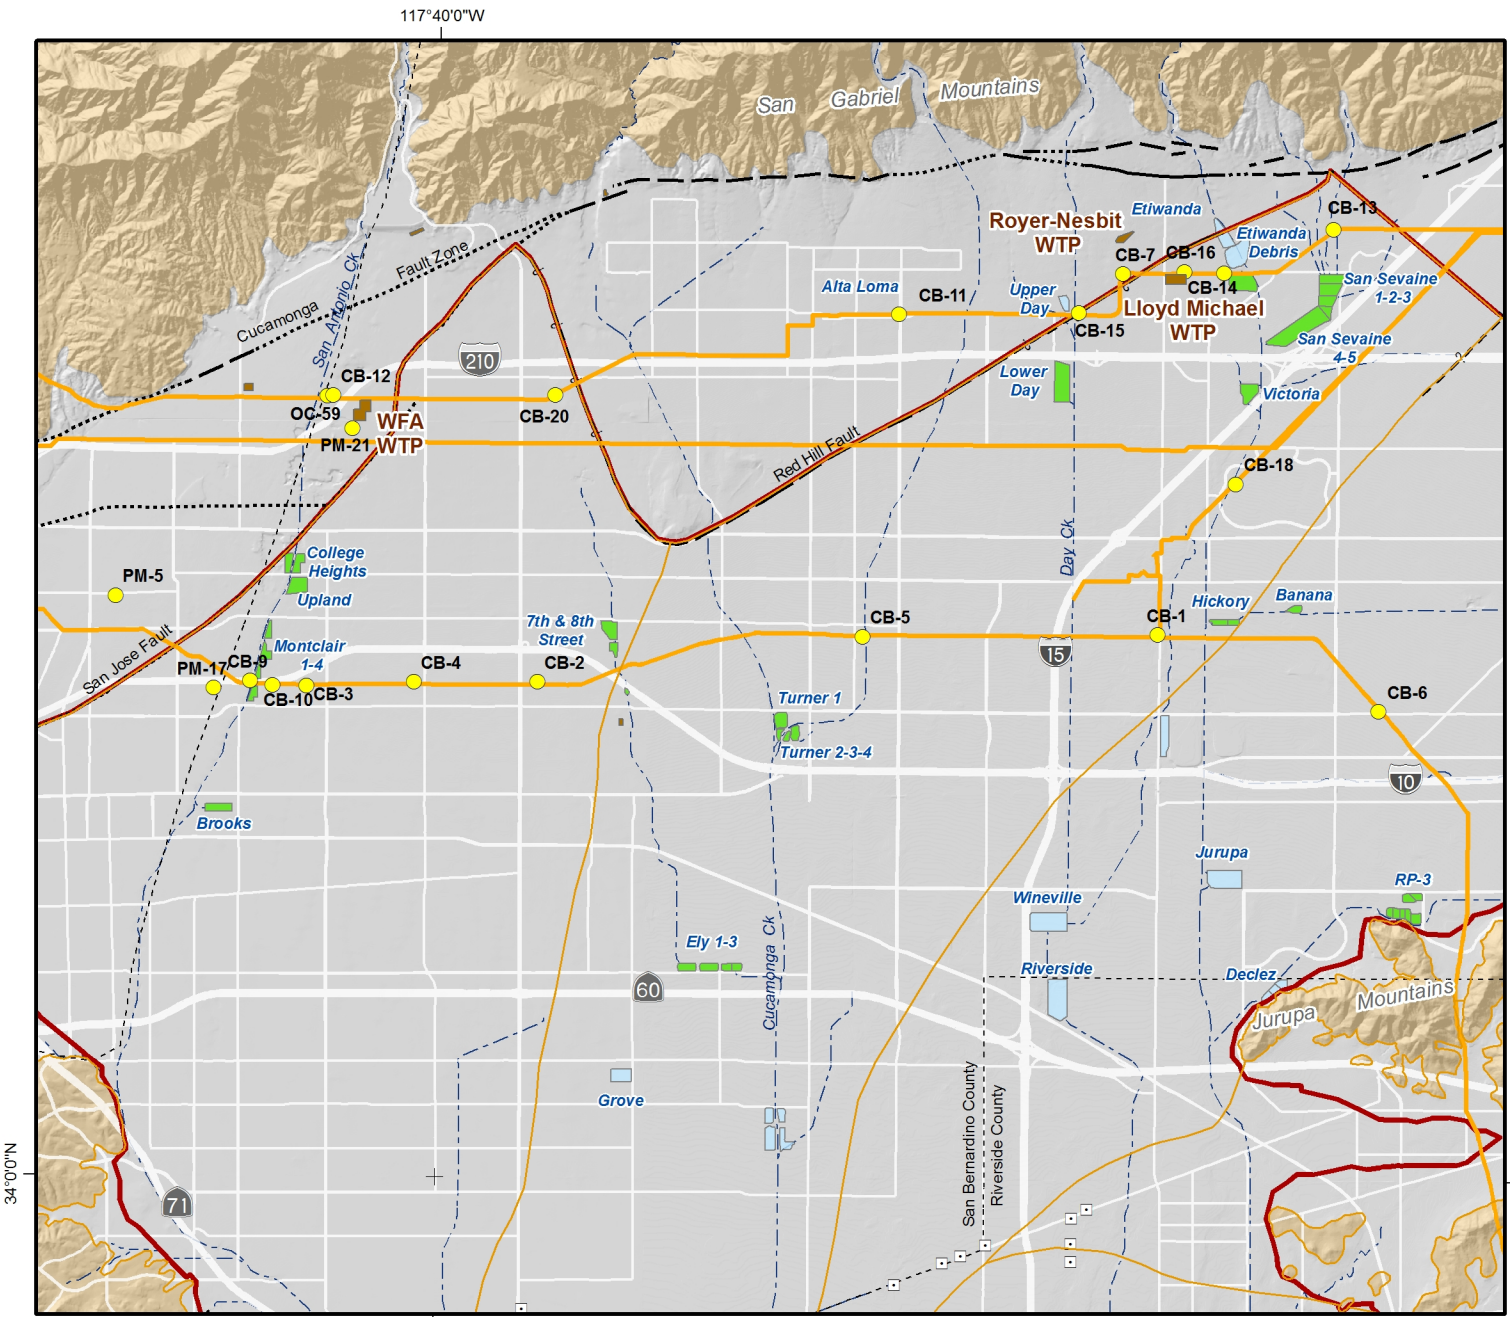 117°40'0"W
San Gabriel Mountains
Royer-Nesbit
WTP
Etiwanda
CB-13
Etiwanda
Debris
Fault Zone
CB-7
CB-16
San Antonio Ck
Alta Loma
CB-11
Upper
Day
CB-14
San Sevaine
1-2-3
Cucamonga
Lloyd Michael
WTP
CB-15
San Sevaine
4-5
210
CB-12
Lower
Day
Victoria
OC-59
WFA
WTP
CB-20
PM-21
Red Hill Fault
CB-18
College
Heights
Day Ck
PM-5
Upland
Hickory
Banana
7th & 8th
Street
CB-5
CB-1
San Jose Fault
Montclair
1-4
15
PM-17
CB-9
CB-4
CB-2
CB-10
CB-3
CB-6
Turner 1
Turner 2-3-4
10
Brooks
Jurupa
RP-3
Wineville
Ely 1-3
Cucamonga Ck
Riverside
Declez
60
Jurupa Mountains
Grove
San Bernardino County
Riverside County
34°0'0"N
71